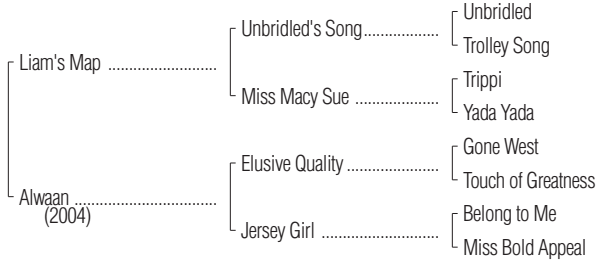 Unbridled
Unbridled's Song..................
Trolley Song
Liam's Map ..........................
Trippi
Miss Macy Sue ....................
Yada Yada
Gone West
Elusive Quality......................
Touch of Greatness
Alwaan ..................................
(2004)
Belong to Me
Jersey Girl ............................
Miss Bold Appeal